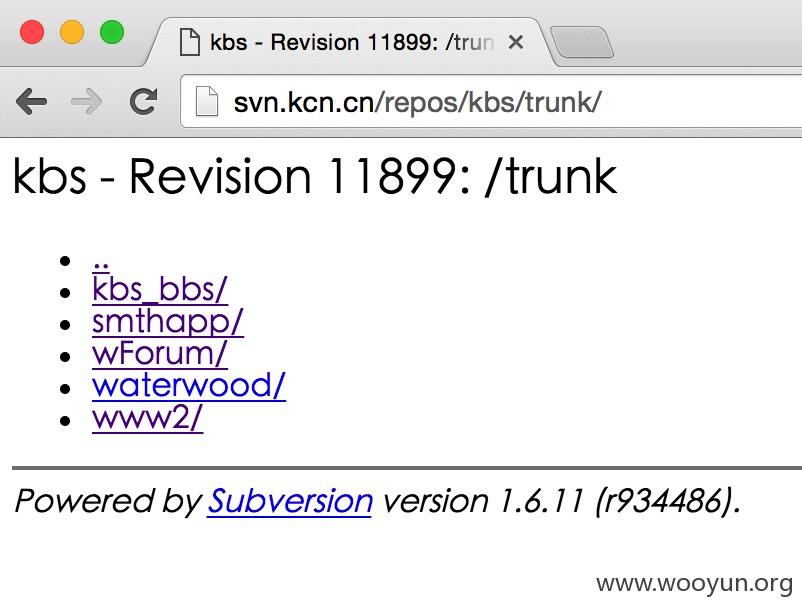 kbs - Revision 11899: /trun
svn.kcn.cn/repos/kbs/trunk/
kbs - Revision 11899: /trunk
..
kbs_bbs/
smthapp/
wForum/
waterwood/
www2/
Powered by Subversion version 1.6.11 (r934486).
www.wooyun.org